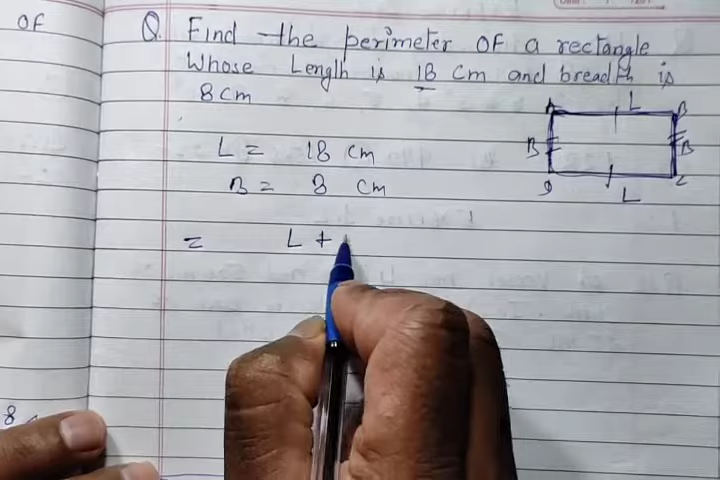 OF
Q. Find the perimeter OF a rectangle
Whose Length is 18 cm and breadth is
8 cm
A L B
B B
D L C
L = 18 cm
B = 8 cm
= L +
8